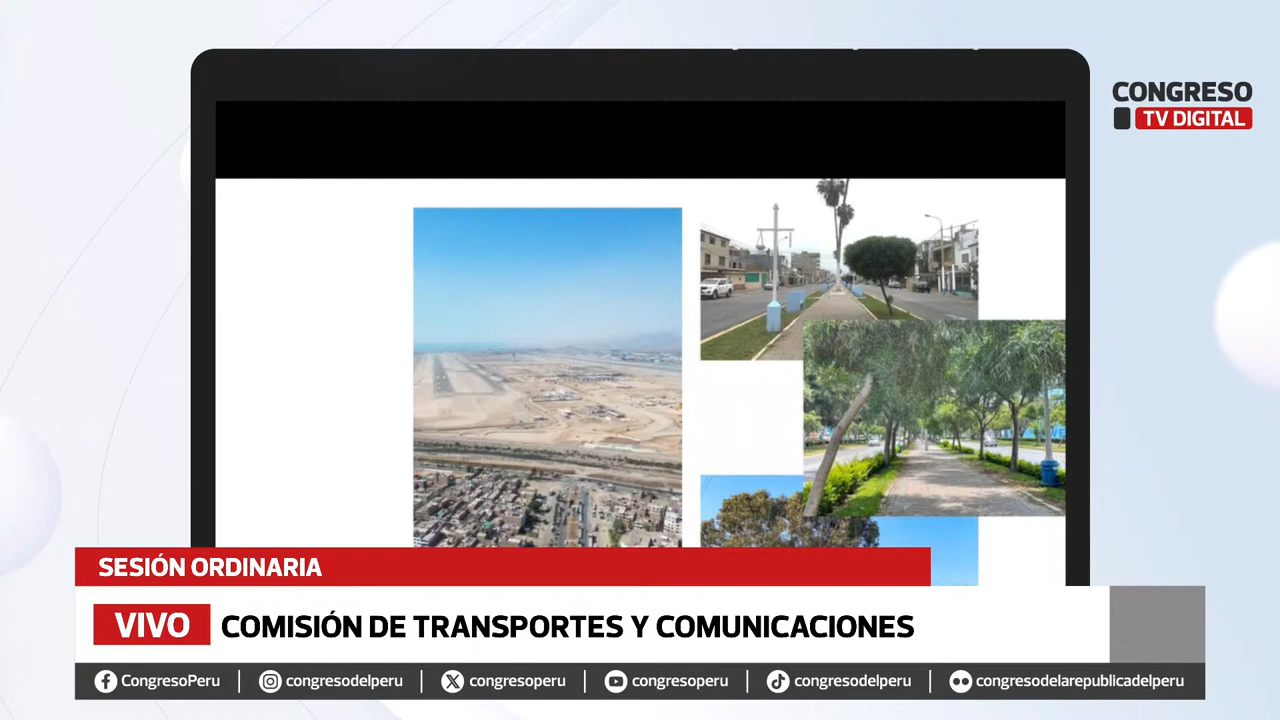 CONGRESO
TV DIGITAL
SESIÓN ORDINARIA
VIVO COMISIÓN DE TRANSPORTES Y COMUNICACIONES
CongresoPeru congresodelperu congresoperu congresoperu congresodelperu congresodelarepublicadelperu